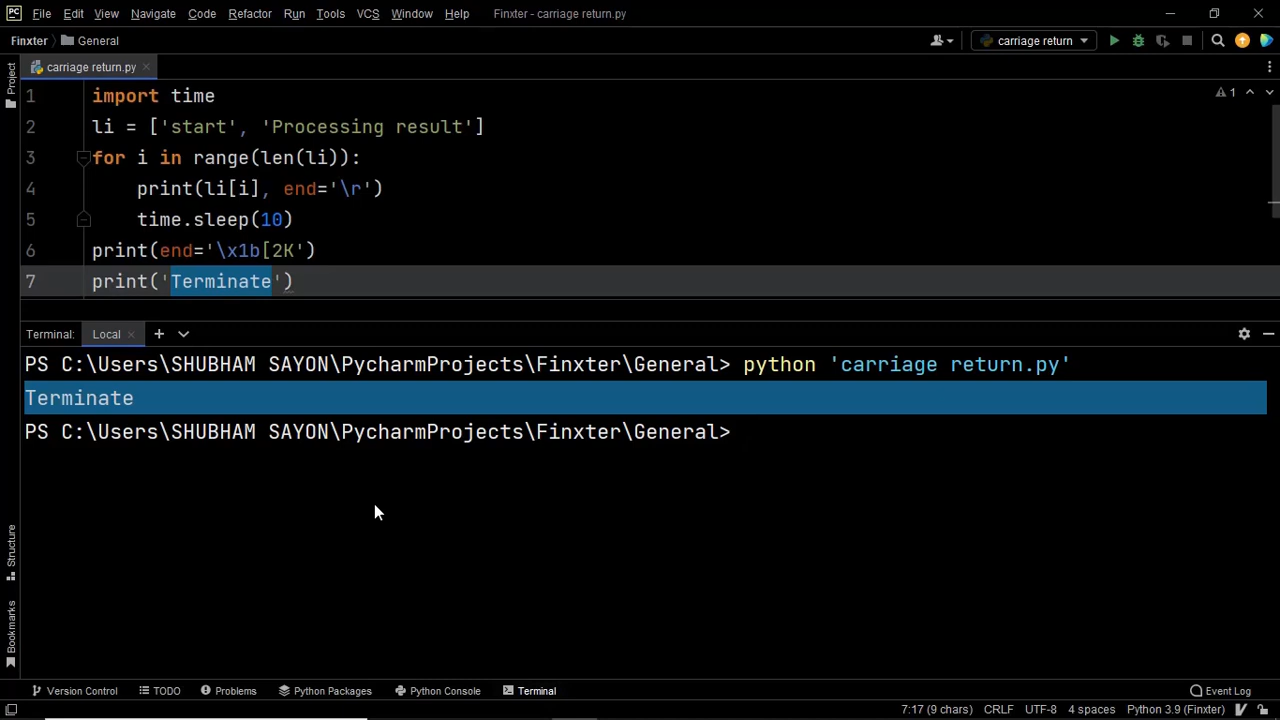 PC File Edit View Navigate Code Refactor Run Tools VCS Window Help Finxter - carriage return.py
Finxter General carriage return
Project
carriage return.py
1 import time 1
2 li = ['start', 'Processing result']
3 for i in range(len(li)):
4 print(li[i], end='\r')
5 time.sleep(10)
6 print(end='\x1b[2K')
7 print('Terminate')
Terminal: Local
PS C:\Users\SHUBHAM SAYON\PycharmProjects\Finxter\General> python 'carriage return.py'
Terminate
PS C:\Users\SHUBHAM SAYON\PycharmProjects\Finxter\General>
Structure
Bookmarks
Version Control TODO Problems Python Packages Python Console Terminal Event Log
7:17 (9 chars) CRLF UTF-8 4 spaces Python 3.9 (Finxter)